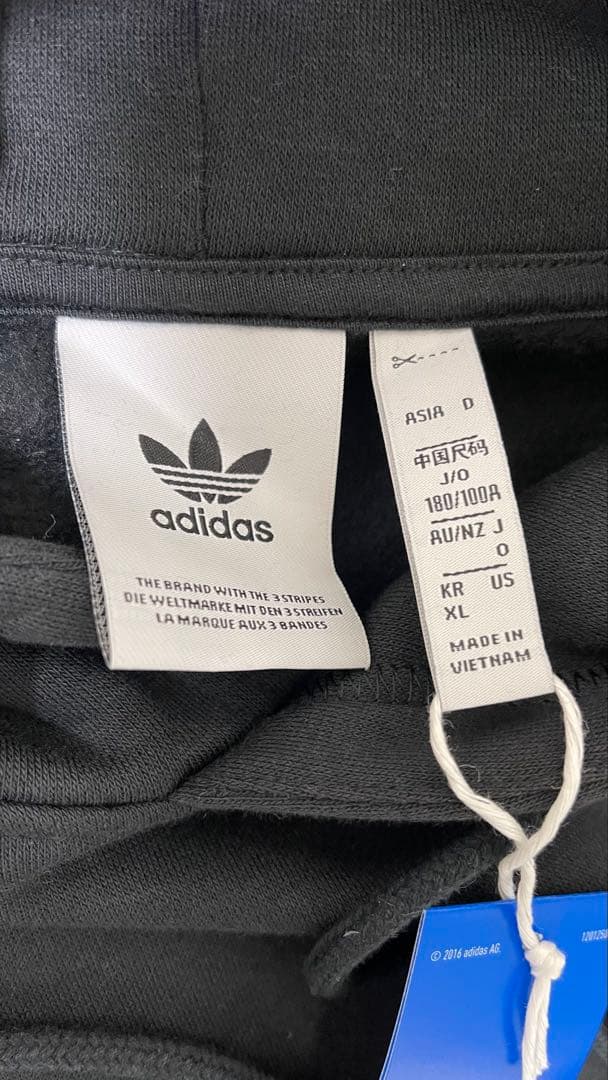 adidas
THE BRAND WITH THE 3 STRIPES
DIE WELTMARKE MIT DEN 3 STREIFEN
LA MARQUE AUX 3 BANDES
ASIA D
中国尺码
J/O
180/100A
AU/NZ J
O
KR US
XL
MADE IN
VIETNAM
© 2016 adidas AG.